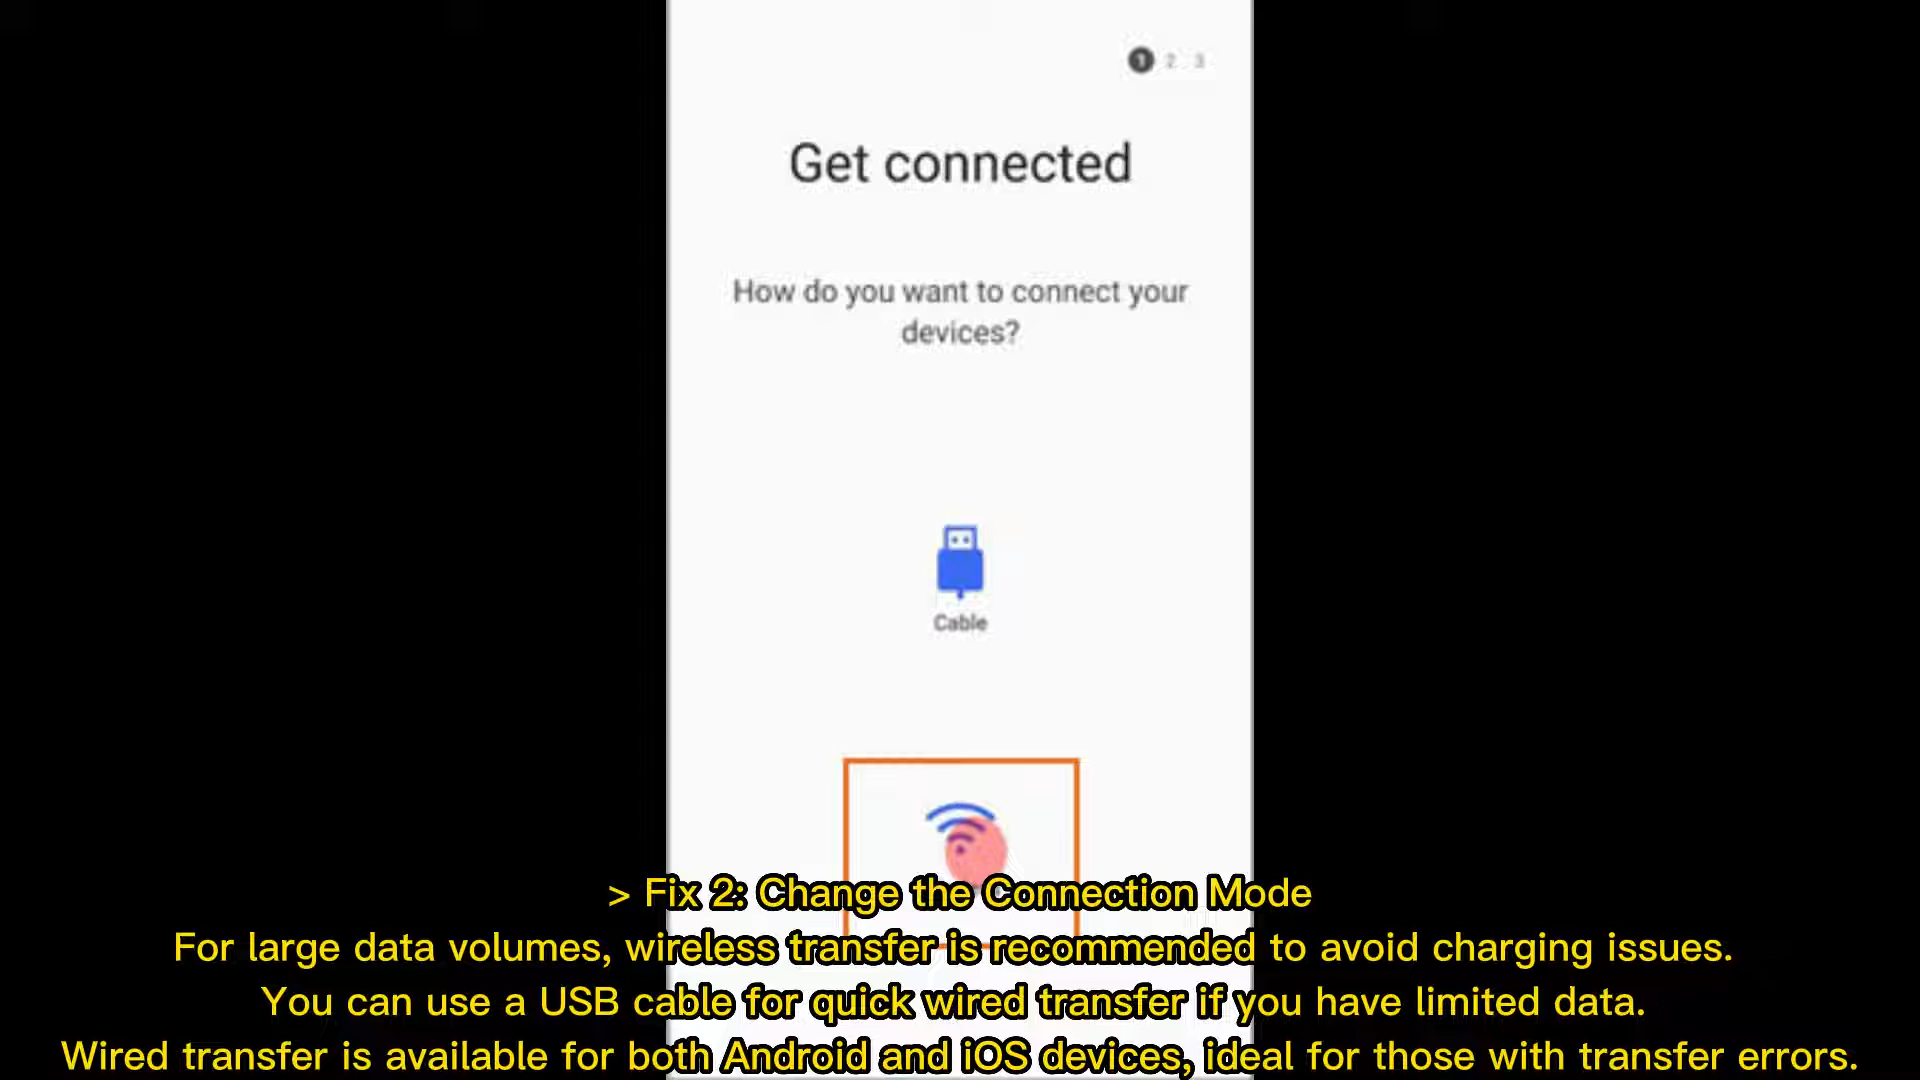 1 2 3
Get connected
How do you want to connect your
devices?
Cable
> Fix 2: Change the Connection Mode
For large data volumes, wireless transfer is recommended to avoid charging issues.
You can use a USB cable for quick wired transfer if you have limited data.
Wired transfer is available for both Android and iOS devices, ideal for those with transfer errors.